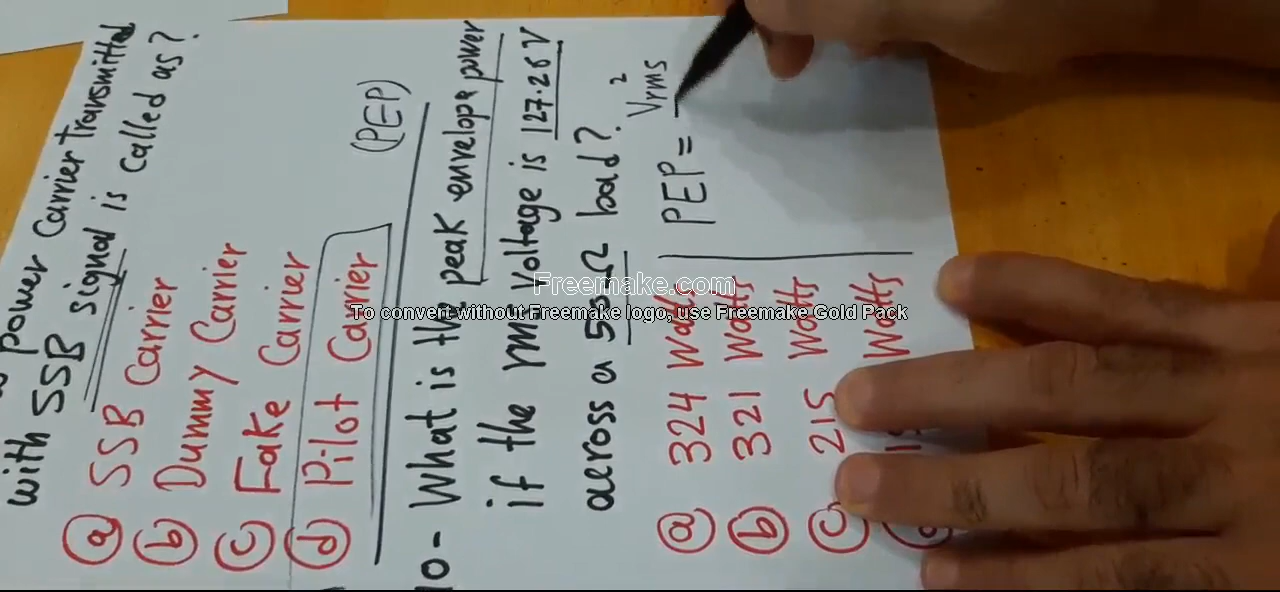 power Carrier transmitted
with SSB signal is called as?
(a) SSB Carrier
(b) Dummy Carrier
(c) Fake Carrier
(d) Pilot Carrier
(PEP)
10- What is the peak envelope power
if the rms Voltage is 127.28 V
across a 50Ω load?
(a) 324 Watts
(b) 321 Watts
(c) 215 Watts
Watts
PEP = Vrms²
Freemake.com
To convert without Freemake logo, use Freemake Gold Pack